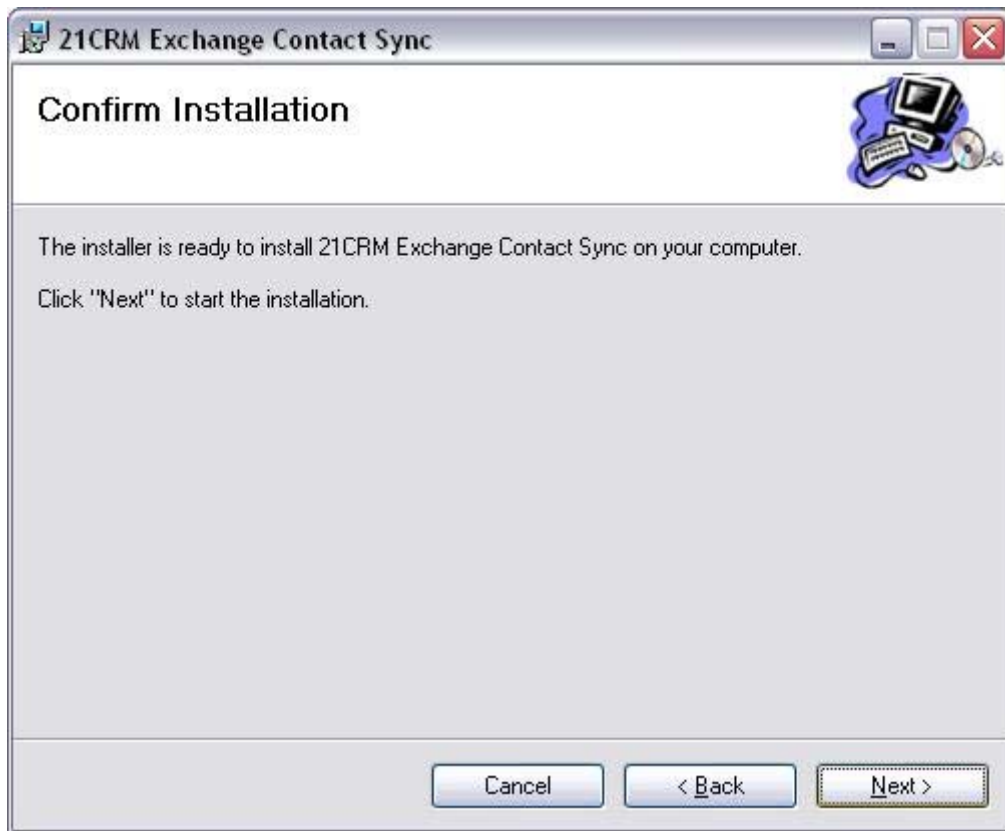 21CRM Exchange Contact Sync
Confirm Installation
The installer is ready to install 21CRM Exchange Contact Sync on your computer.
Click "Next" to start the installation.
Cancel
< Back
Next >